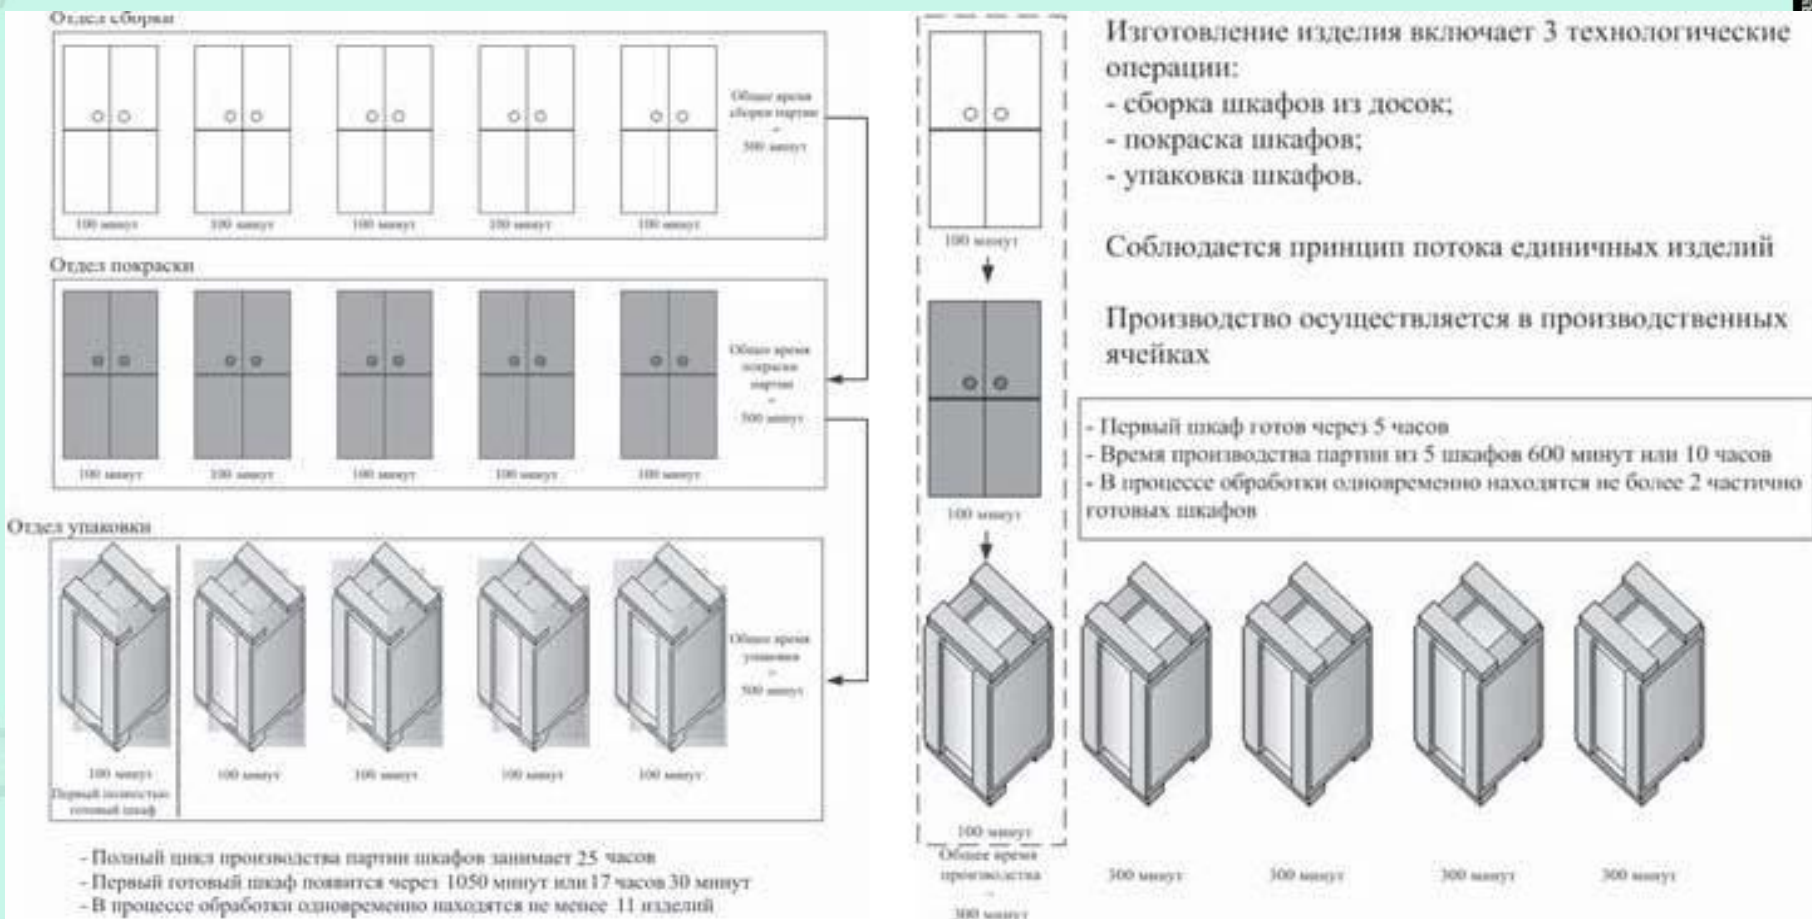 Отдел сборки
100 минут
100 минут
100 минут
100 минут
100 минут
Общее время
сборки партии
=
500 минут
Отдел покраски
100 минут
100 минут
100 минут
100 минут
100 минут
Общее время
покраски
партии
=
500 минут
Отдел упаковки
100 минут
100 минут
100 минут
100 минут
100 минут
Первый полностью
готовый шкаф
Общее время
упаковки
=
500 минут
- Полный цикл производства партии шкафов занимает 25 часов
- Первый готовый шкаф появится через 1050 минут или 17 часов 30 минут
- В процессе обработки одновременно находятся не менее 11 изделий
100 минут
100 минут
100 минут
Общее время
производства
=
300 минут
300 минут
300 минут
300 минут
300 минут
Изготовление изделия включает 3 технологические
операции:
- сборка шкафов из досок;
- покраска шкафов;
- упаковка шкафов.
Соблюдается принцип потока единичных изделий
Производство осуществляется в производственных
ячейках
- Первый шкаф готов через 5 часов
- Время производства партии из 5 шкафов 600 минут или 10 часов
- В процессе обработки одновременно находятся не более 2 частично
готовых шкафов